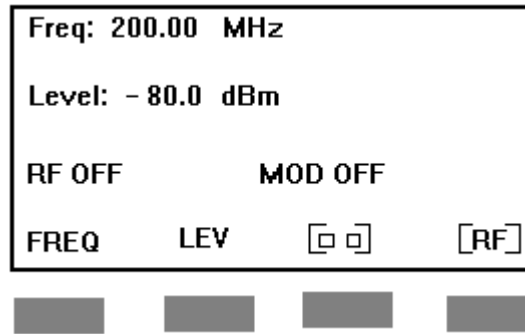 Freq: 200.00 MHz
Level: - 80.0 dBm
RF OFF MOD OFF
FREQ LEV [□ □] [RF]